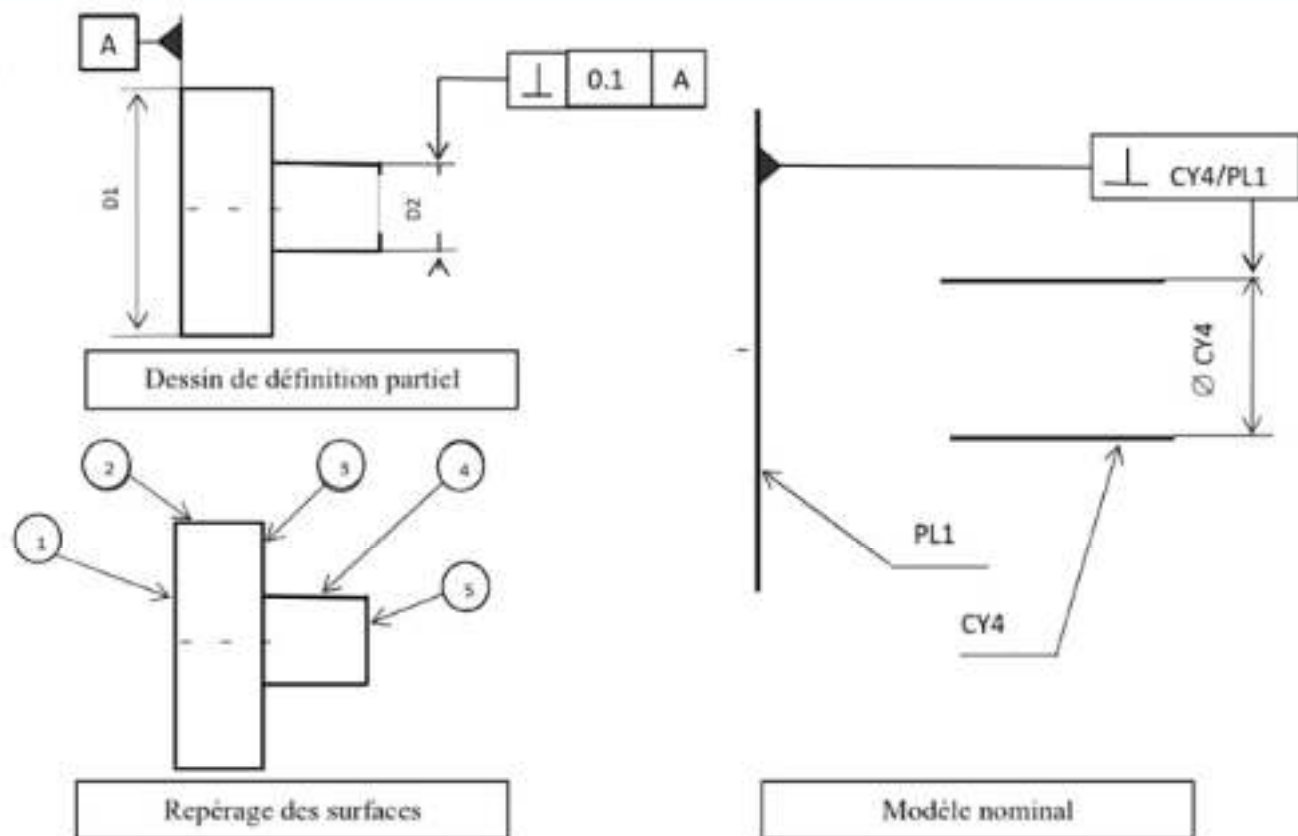 A
⊥ 0.1 A
D1
D2
Dessin de définition partiel
2
3
4
1
5
Repérage des surfaces
⊥ CY4/PL1
Ø CY4
PL1
CY4
Modèle nominal